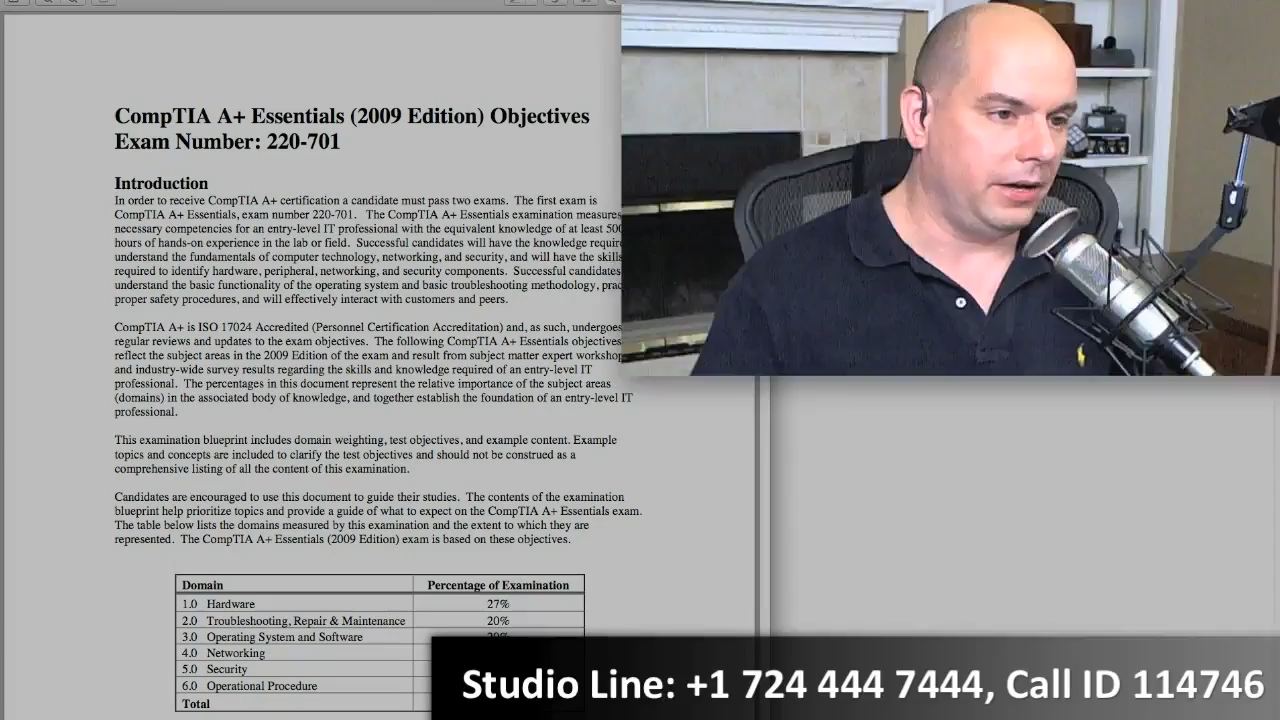 CompTIA A+ Essentials (2009 Edition) Objectives
Exam Number: 220-701
Introduction
In order to receive CompTIA A+ certification a candidate must pass two exams. The first exam is
CompTIA A+ Essentials, exam number 220-701. The CompTIA A+ Essentials examination measures
necessary competencies for an entry-level IT professional with the equivalent knowledge of at least 500
hours of hands-on experience in the lab or field. Successful candidates will have the knowledge
understand the fundamentals of computer technology, networking, and security, and will have the skills
required to identify hardware, peripheral, networking, and security components. Successful candidates
understand the basic functionality of the operating system and basic troubleshooting methodology,
proper safety procedures, and will effectively interact with customers and peers.
CompTIA A+ is ISO 17024 Accredited (Personnel Certification Accreditation) and, as such, undergoes
regular reviews and updates to the exam objectives. The following CompTIA A+ Essentials objectives
reflect the subject areas in the 2009 Edition of the exam and result from subject matter expert
and industry-wide survey results regarding the skills and knowledge required of an entry-level IT
professional. The percentages in this document represent the relative importance of the subject areas
(domains) in the associated body of knowledge, and together establish the foundation of an entry-level IT
professional.
This examination blueprint includes domain weighting, test objectives, and example content. Example
topics and concepts are included to clarify the test objectives and should not be construed as a
comprehensive listing of all the content of this examination.
Candidates are encouraged to use this document to guide their studies. The contents of the examination
blueprint help prioritize topics and provide a guide of what to expect on the CompTIA A+ Essentials exam.
The table below lists the domains measured by this examination and the extent to which they are
represented. The CompTIA A+ Essentials (2009 Edition) exam is based on these objectives.
Domain Percentage of Examination
1.0 Hardware 27%
2.0 Troubleshooting, Repair & Maintenance 20%
3.0 Operating System and Software
4.0 Networking
5.0 Security
6.0 Operational Procedure
Total
Studio Line: +1 724 444 7444, Call ID 114746